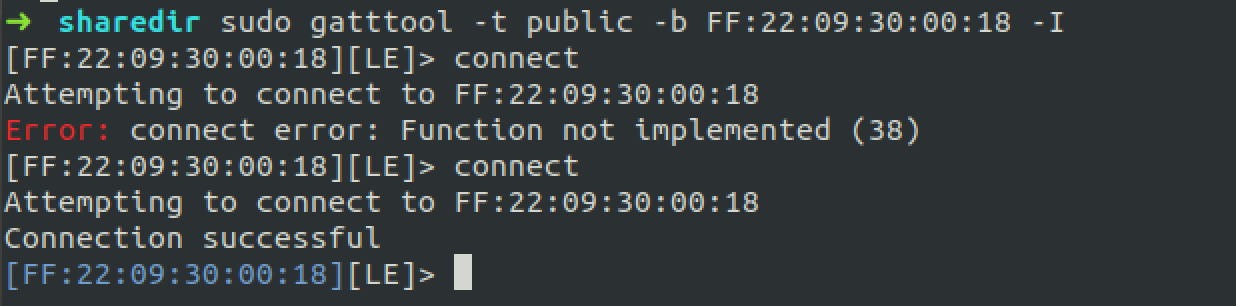 ➜ sharedir sudo gatttool -t public -b FF:22:09:30:00:18 -I
[FF:22:09:30:00:18][LE]> connect
Attempting to connect to FF:22:09:30:00:18
Error: connect error: Function not implemented (38)
[FF:22:09:30:00:18][LE]> connect
Attempting to connect to FF:22:09:30:00:18
Connection successful
[FF:22:09:30:00:18][LE]>